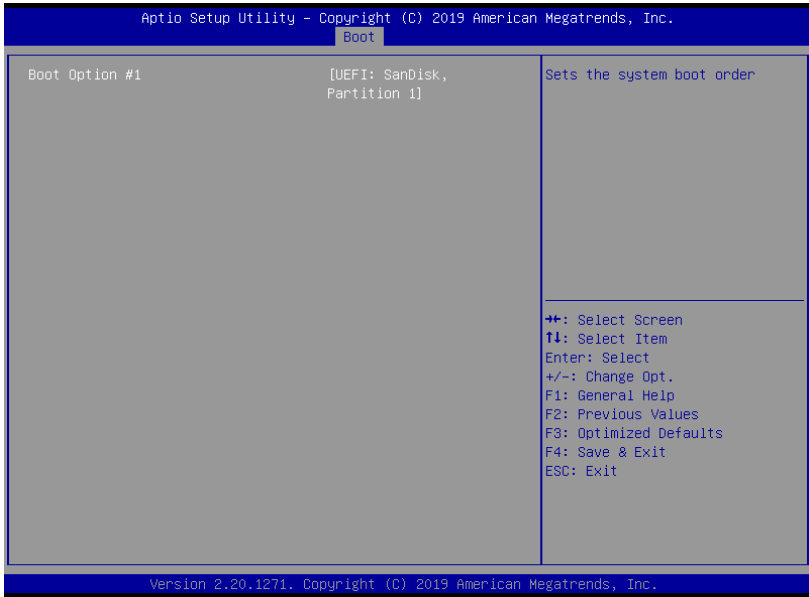 Aptio Setup Utility – Copyright (C) 2019 American Megatrends, Inc.
Boot
Boot Option #1 [UEFI: SanDisk,
Partition 1]
Sets the system boot order
→←: Select Screen
↑↓: Select Item
Enter: Select
+/-: Change Opt.
F1: General Help
F2: Previous Values
F3: Optimized Defaults
F4: Save & Exit
ESC: Exit
Version 2.20.1271. Copyright (C) 2019 American Megatrends, Inc.